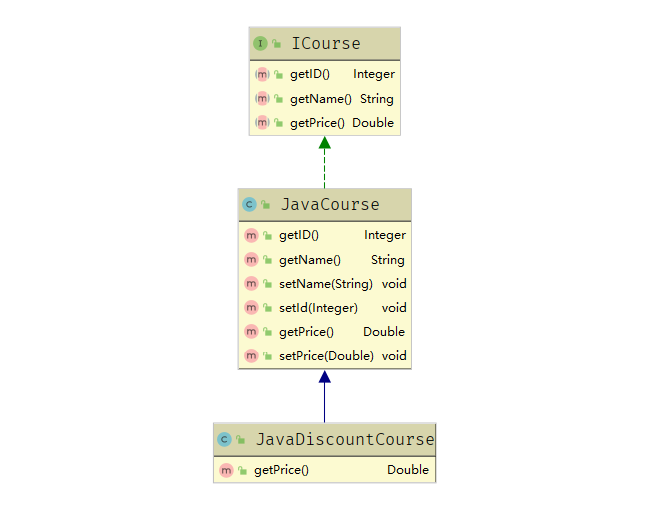 I ICourse
m getID() Integer
m getName() String
m getPrice() Double
C JavaCourse
m getID() Integer
m getName() String
m setName(String) void
m setId(Integer) void
m getPrice() Double
m setPrice(Double) void
C JavaDiscountCourse
m getPrice() Double